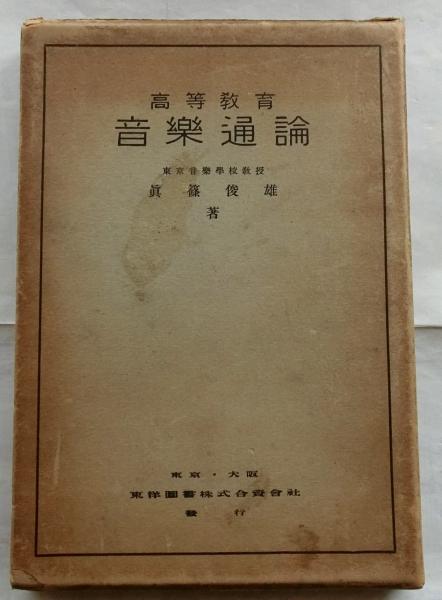 高等教育
音樂通論
東京音樂學校敎授
眞篠俊雄
著
東京・大阪
東洋圖書株式合資會社
發行